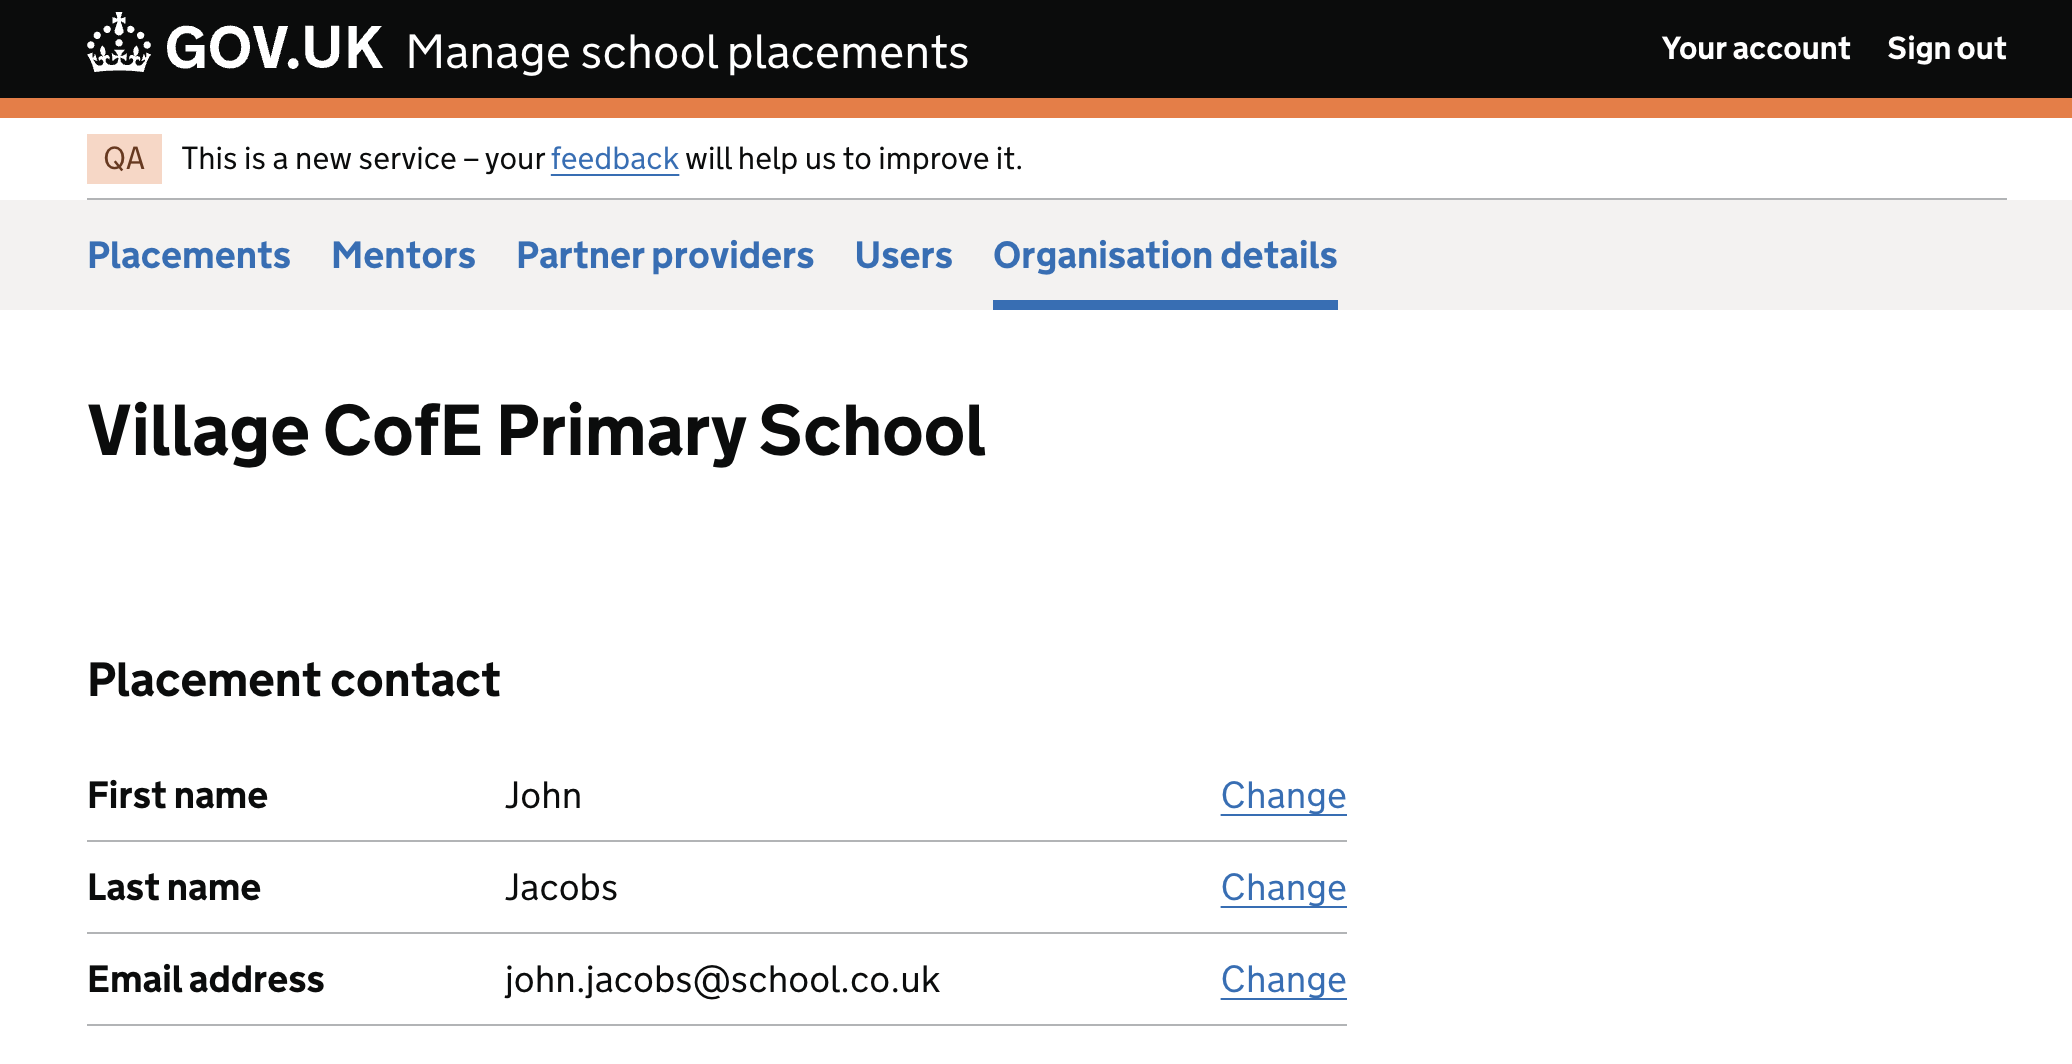 GOV.UK Manage school placements Your account Sign out
QA This is a new service – your feedback will help us to improve it.
Placements Mentors Partner providers Users Organisation details
Village CofE Primary School
Placement contact
First name John Change
Last name Jacobs Change
Email address john.jacobs@school.co.uk Change